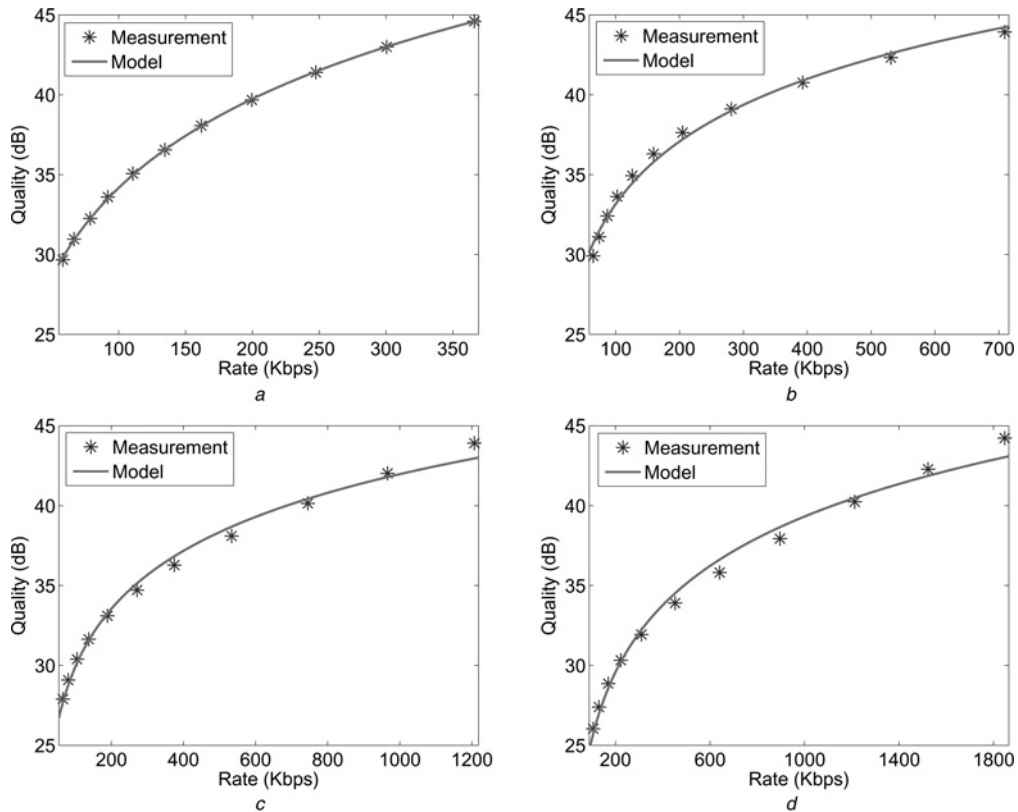 45
40
35
30
25
Quality (dB)
Measurement
Model
100 150 200 250 300 350
Rate (Kbps)
a
45
40
35
30
25
Quality (dB)
Measurement
Model
100 200 300 400 500 600 700
Rate (Kbps)
b
45
40
35
30
25
Quality (dB)
Measurement
Model
200 400 600 800 1000 1200
Rate (Kbps)
c
45
40
35
30
25
Quality (dB)
Measurement
Model
200 600 1000 1400 1800
Rate (Kbps)
d